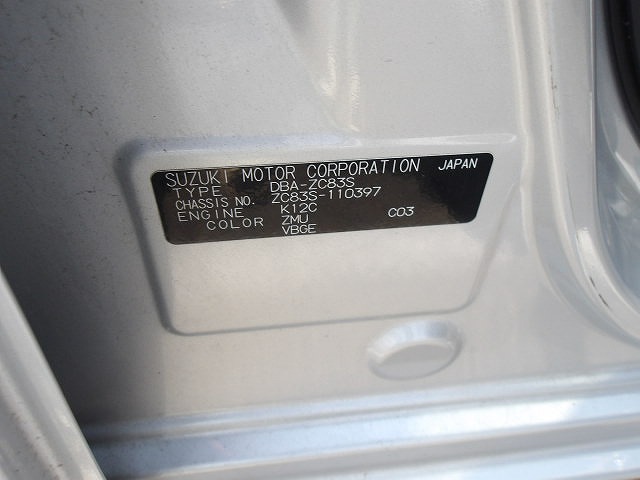 SUZUKI MOTOR CORPORATION JAPAN
TYPE DBA-ZC83S
CHASSIS NO. ZC83S-110397
ENGINE K12C
COLOR ZMU C03
VBGE